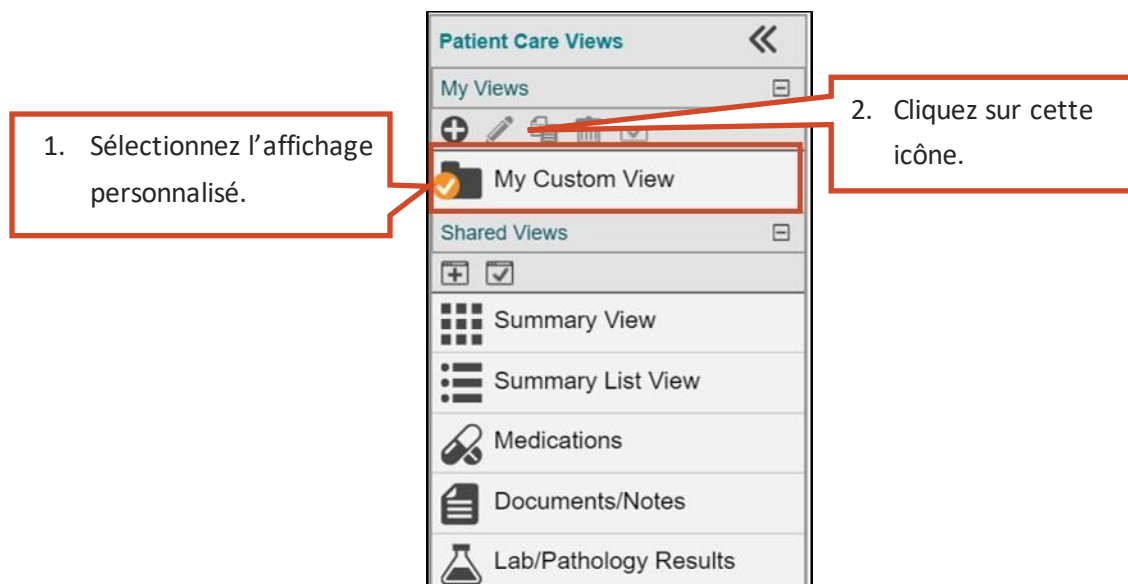 Patient Care Views
My Views
1. Sélectionnez l’affichage
personnalisé.
2. Cliquez sur cette
icône.
My Custom View
Shared Views
Summary View
Summary List View
Medications
Documents/Notes
Lab/Pathology Results